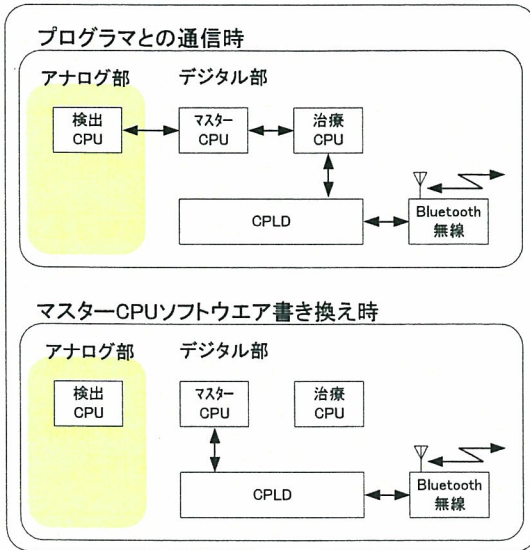 プログラマとの通信時
アナログ部
デジタル部
検出
CPU
マスター
CPU
治療
CPU
CPLD
Bluetooth
無線
マスターCPUソフトウエア書き換え時
アナログ部
デジタル部
検出
CPU
マスター
CPU
治療
CPU
CPLD
Bluetooth
無線